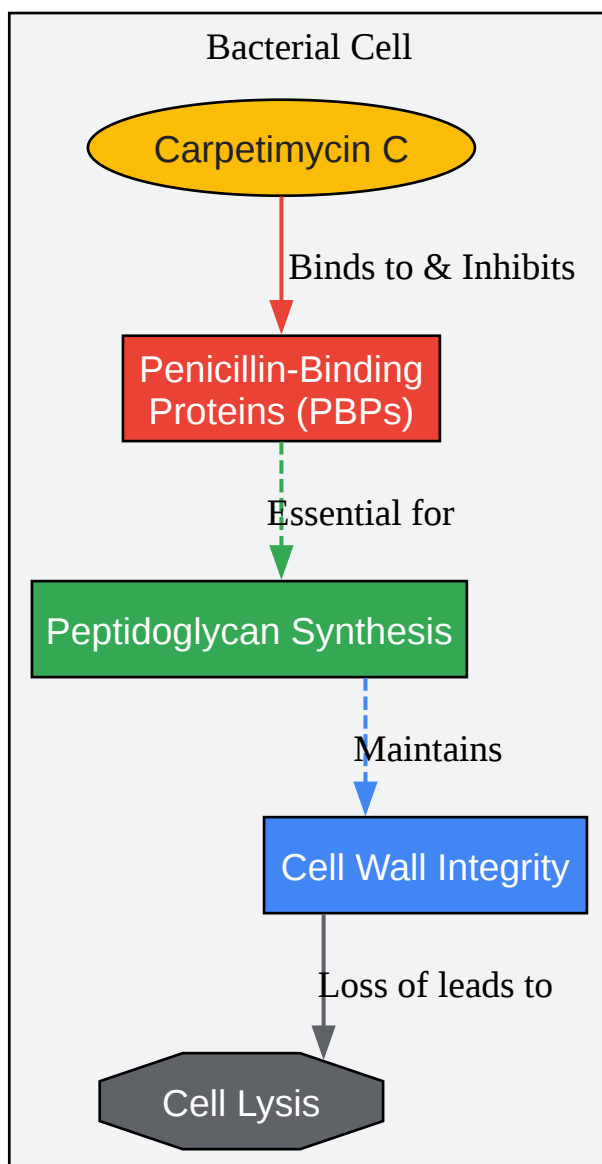 Bacterial Cell
Carpetimycin C
Binds to & Inhibits
Penicillin-Binding
Proteins (PBPs)
Essential for
Peptidoglycan Synthesis
Maintains
Cell Wall Integrity
Loss of leads to
Cell Lysis